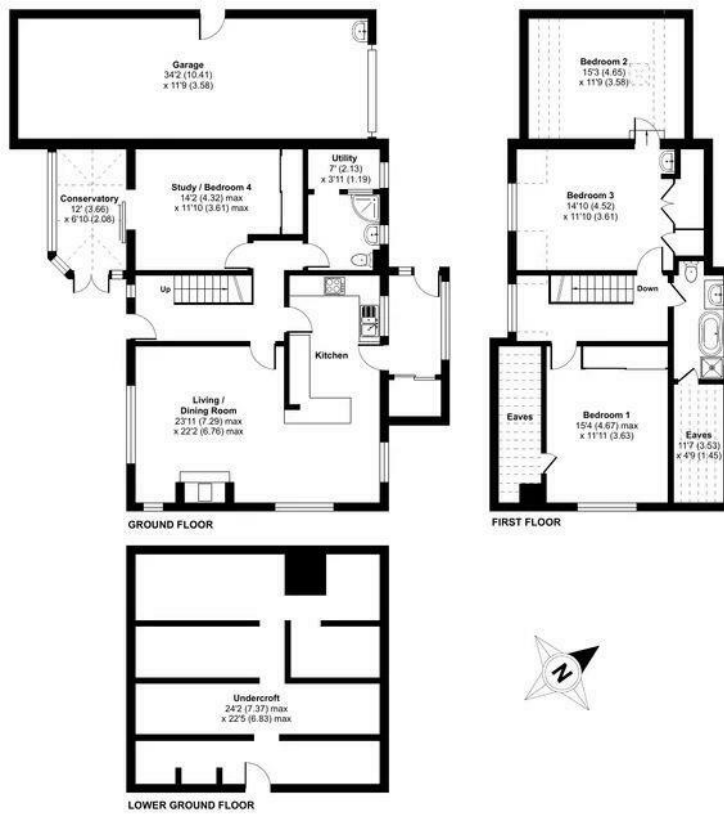 Garage
34'2 (10.41)
x 11'9 (3.58)
Conservatory
12' (3.66)
x 6'10 (2.08)
Study / Bedroom 4
14'2 (4.32) max
x 11'10 (3.61) max
Utility
7' (2.13)
x 3'11 (1.19)
Up
Kitchen
Living /
Dining Room
23'11 (7.29) max
x 22'2 (6.76) max
GROUND FLOOR
Bedroom 2
15'3 (4.65)
x 11'9 (3.58)
Bedroom 3
14'10 (4.52)
x 11'10 (3.61)
Down
Eaves
Bedroom 1
15'4 (4.67) max
x 11'11 (3.63)
Eaves
11'7 (3.53)
x 4'9 (1.45)
FIRST FLOOR
Undercroft
24'2 (7.37) max
x 22'5 (6.83) max
LOWER GROUND FLOOR
N